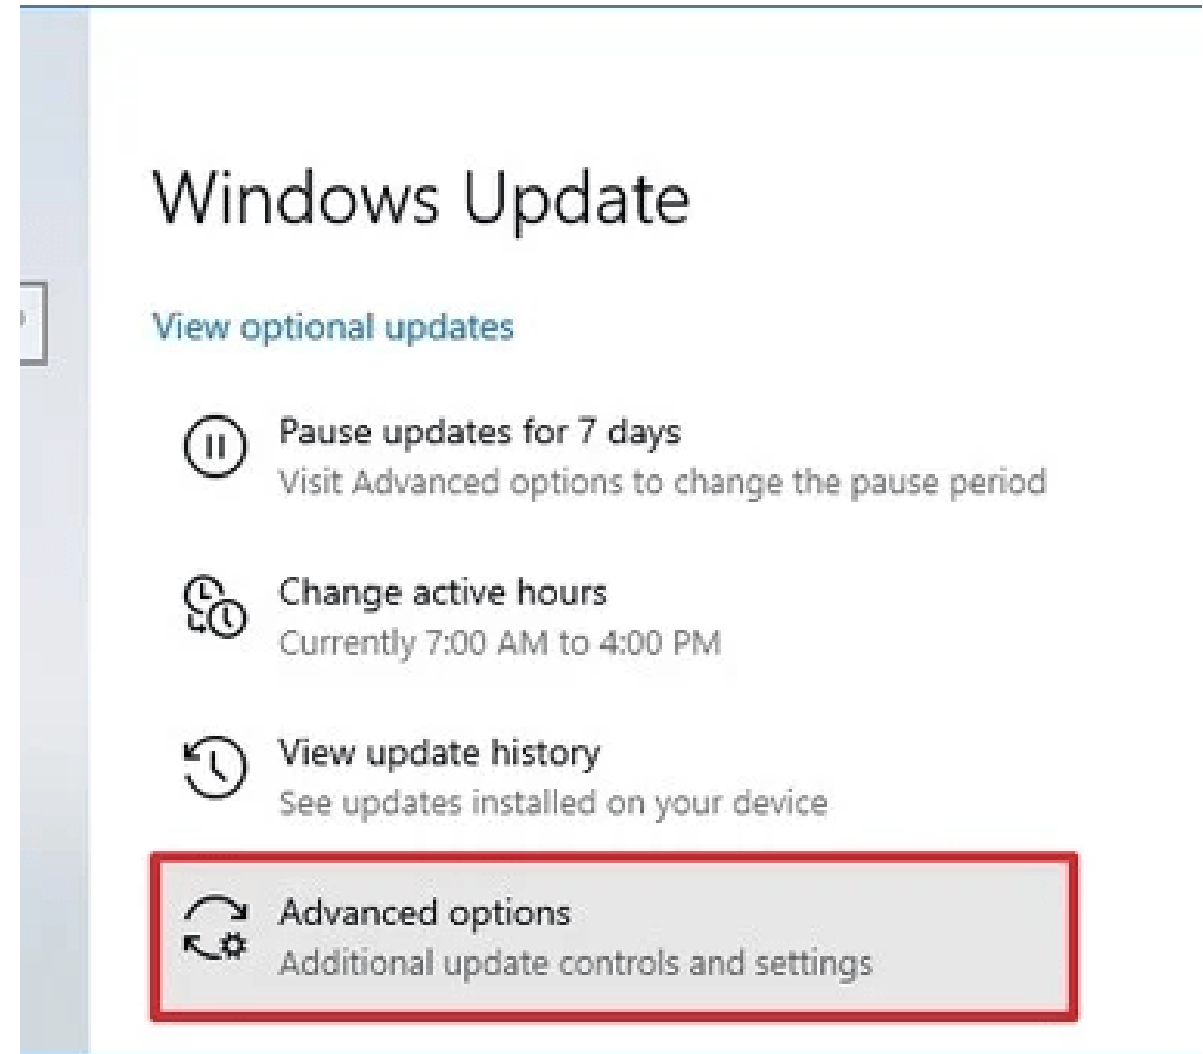 Windows Update
View optional updates
Pause updates for 7 days
Visit Advanced options to change the pause period
Change active hours
Currently 7:00 AM to 4:00 PM
View update history
See updates installed on your device
Advanced options
Additional update controls and settings